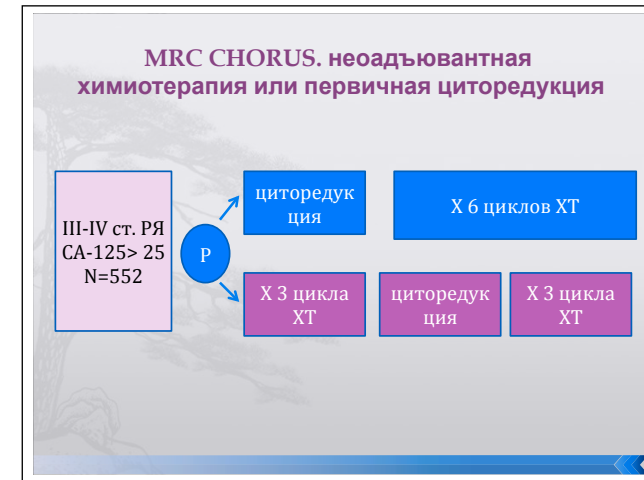 MRC CHORUS. неоадъювантная
химиотерапия или первичная циторедукция
III-IV ст. РЯ
СА-125> 25
N=552
Р
циторедук
ция
Х 6 циклов ХТ
Х 3 цикла
ХТ
циторедук
ция
Х 3 цикла
ХТ